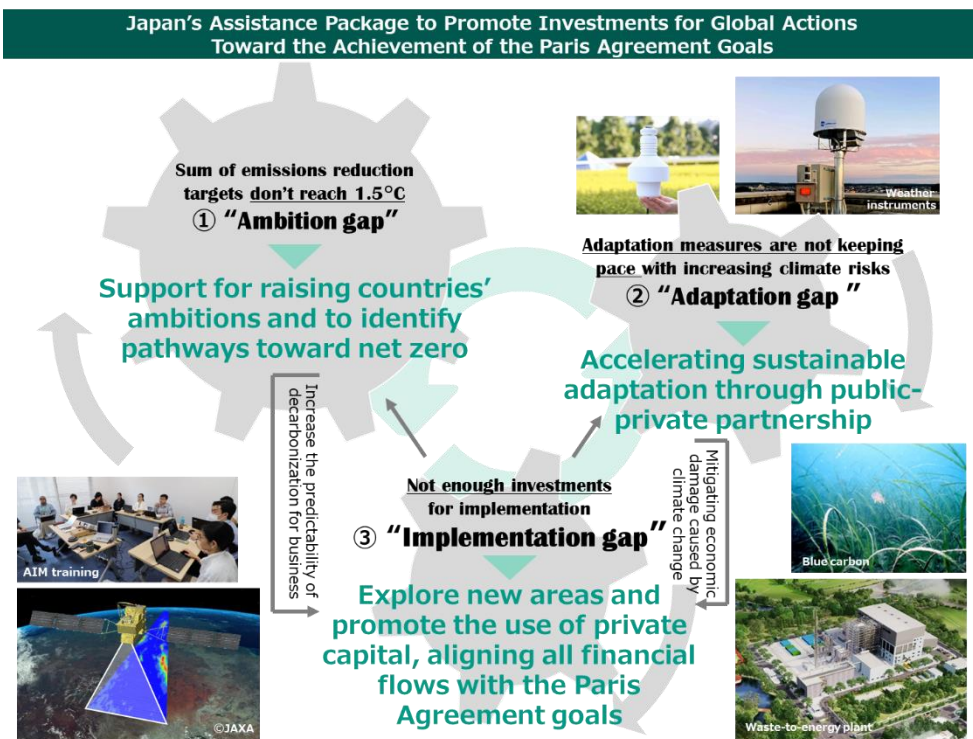 Japan's Assistance Package to Promote Investments for Global Actions
Toward the Achievement of the Paris Agreement Goals
Sum of emissions reduction
targets don't reach 1.5°C
① “Ambition gap”
Support for raising countries'
ambitions and to identify
pathways toward net zero
Weather
instruments
Adaptation measures are not keeping
pace with increasing climate risks
② “Adaptation gap ”
Accelerating sustainable
adaptation through public-
private partnership
Increase the predictability of
decarbonization for business
Mitigating economic
damage caused by
climate change
Not enough investments
for implementation
③ “Implementation gap”
Explore new areas and
promote the use of private
capital, aligning all financial
flows with the Paris
Agreement goals
AIM training
©JAXA
Blue carbon
Waste-to-energy plant